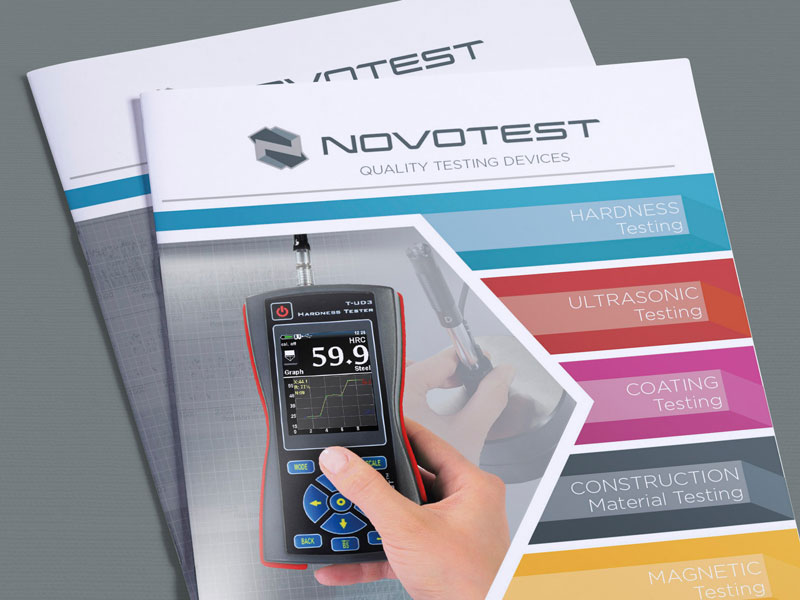 NOVOTEST
NOVOTEST
QUALITY TESTING DEVICES
HARDNESS
Testing
ULTRASONIC
Testing
COATING
Testing
CONSTRUCTION
Material Testing
MAGNETIC
Testing
T-UD3
HARDNESS TESTER
HRC
59.9
Graph Steel
MODE SCALE
BACK